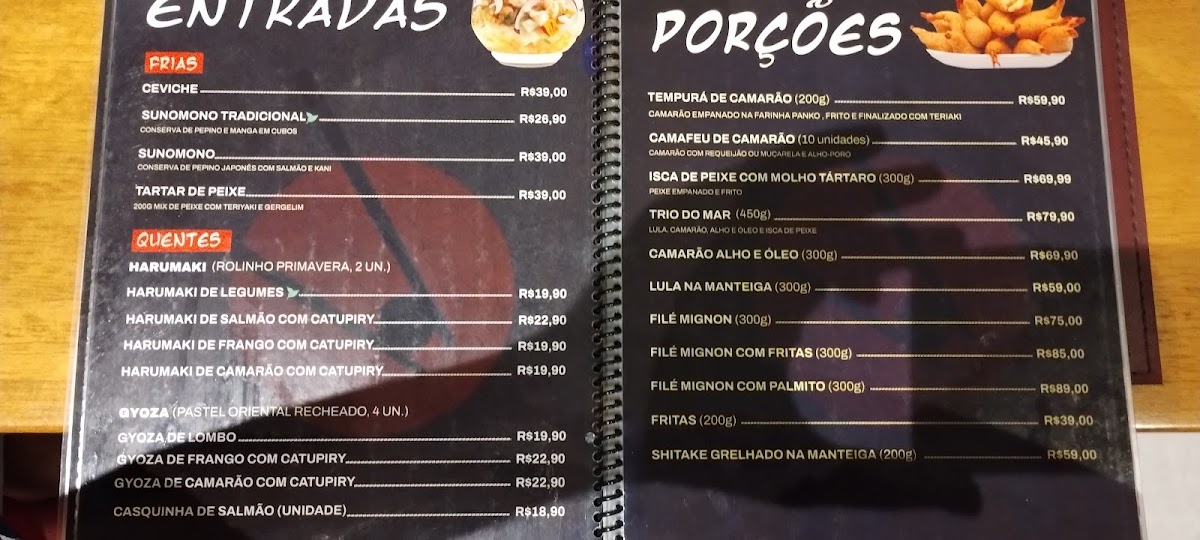 ENTRADAS
FRIAS
CEVICHE R$39,00
SUNOMONO TRADICIONAL R$26,90
CONSERVA DE PEPINO E MANGA EM CUBOS
SUNOMONO R$39,00
CONSERVA DE PEPINO JAPONÊS COM SALMÃO E KANI
TARTAR DE PEIXE R$39,00
200G MIX DE PEIXE COM TERIYAKI E GERGELIM
QUENTES
HARUMAKI (ROLINHO PRIMAVERA, 2 UN.)
HARUMAKI DE LEGUMES R$19,90
HARUMAKI DE SALMÃO COM CATUPIRY R$22,90
HARUMAKI DE FRANGO COM CATUPIRY R$19,90
HARUMAKI DE CAMARÃO COM CATUPIRY R$19,90
GYOZA (PASTEL ORIENTAL RECHEADO, 4 UN.)
GYOZA DE LOMBO R$19,90
GYOZA DE FRANGO COM CATUPIRY R$22,90
GYOZA DE CAMARÃO COM CATUPIRY R$22,90
CASQUINHA DE SALMÃO (UNIDADE) R$18,90
PORÇÕES
TEMPURÁ DE CAMARÃO (200g) R$59,90
CAMARÃO EMPANADO NA FARINHA PANKO , FRITO E FINALIZADO COM TERIAKI
CAMAFEU DE CAMARÃO (10 unidades) R$45,90
CAMARÃO COM REQUEIJÃO OU MUÇARELA E ALHO-PORÓ
ISCA DE PEIXE COM MOLHO TÁRTARO (300g) R$69,99
PEIXE EMPANADO E FRITO
TRIO DO MAR (450g) R$79,90
LULA, CAMARÃO, ALHO E ÓLEO E ISCA DE PEIXE
CAMARÃO ALHO E ÓLEO (300g) R$69,90
LULA NA MANTEIGA (300g) R$59,00
FILÉ MIGNON (300g) R$75,00
FILÉ MIGNON COM FRITAS (300g) R$85,00
FILÉ MIGNON COM PALMITO (300g) R$89,00
FRITAS (200g) R$39,00
SHITAKE GRELHADO NA MANTEIGA (200g) R$59,00